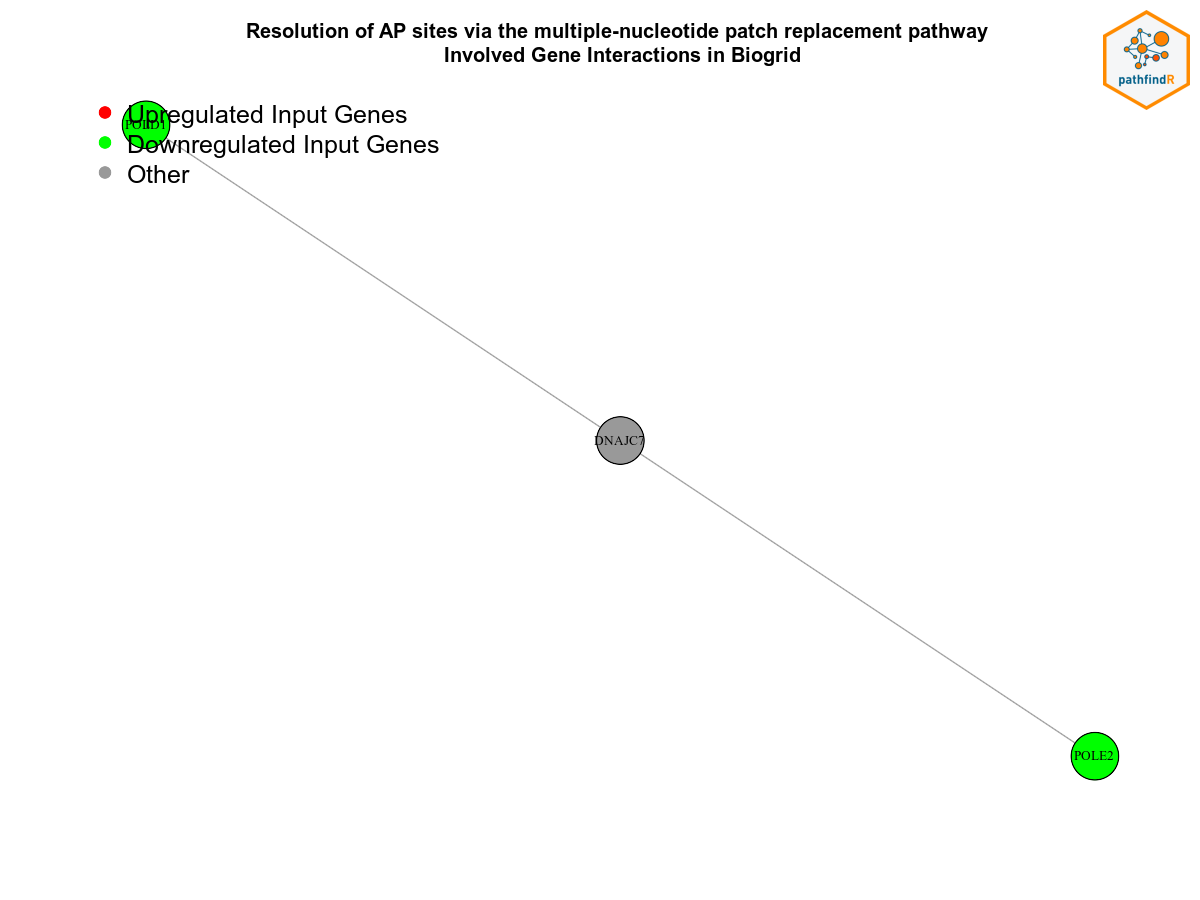 Resolution of AP sites via the multiple-nucleotide patch replacement pathway
Involved Gene Interactions in Biogrid
pathfindR
Upregulated Input Genes
POLD1
Downregulated Input Genes
Other
DNAJC7
POLE2